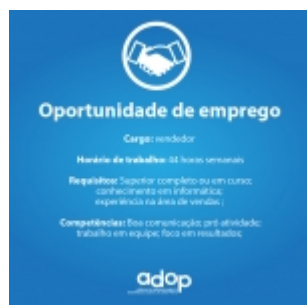 Oportunidade de emprego
Cargo: vendedor
Horário de trabalho: 44 horas semanais
Requisitos: Superior completo ou em curso;
conhecimento em informática;
experiência na área de vendas ;
Competências: Boa comunicação; pró atividade;
trabalho em equipe; foco em resultados;
adop